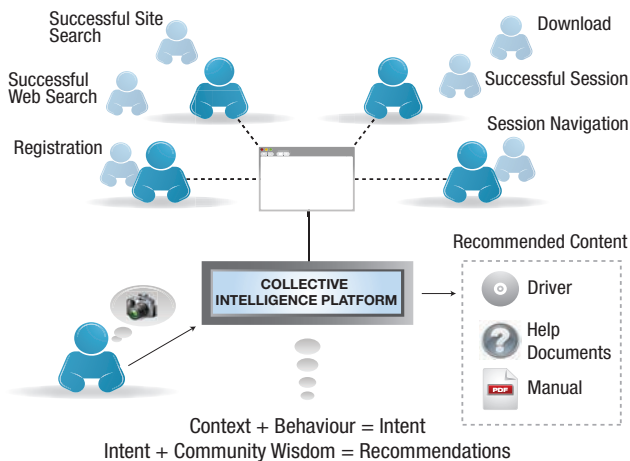 Successful Site
Search
Download
Successful
Web Search
Successful Session
Registration
Session Navigation
Recommended Content
COLLECTIVE
INTELLIGENCE PLATFORM
Driver
Help
Documents
PDF
Manual
Context + Behaviour = Intent
Intent + Community Wisdom = Recommendations